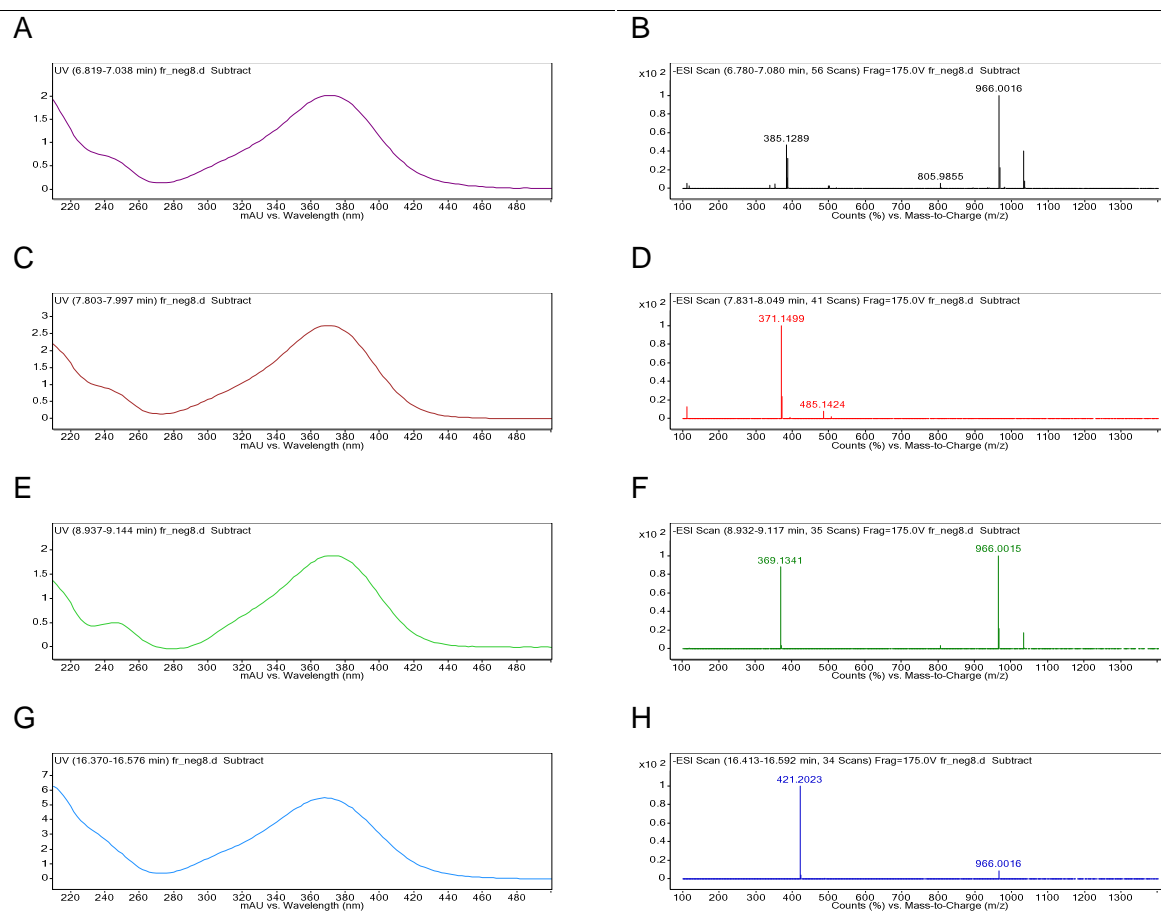 A
B
UV (6.819-7.038 min) fr_neg8.d Subtract
2
1.5
1
0.5
0
220 240 260 280 300 320 340 360 380 400 420 440 460 480
mAU vs. Wavelength (nm)
x10 2
-ESI Scan (6.780-7.080 min, 56 Scans) Frag=175.0V fr_neg8.d Subtract
1
0.8
0.6
0.4
0.2
0
966.0016
385.1289
805.9855
100 200 300 400 500 600 700 800 900 1000 1100 1200 1300
Counts (%) vs. Mass-to-Charge (m/z)
C
D
UV (7.803-7.997 min) fr_neg8.d Subtract
3
2.5
2
1.5
1
0.5
0
220 240 260 280 300 320 340 360 380 400 420 440 460 480
mAU vs. Wavelength (nm)
x10 2
-ESI Scan (7.831-8.049 min, 41 Scans) Frag=175.0V fr_neg8.d Subtract
1
0.8
0.6
0.4
0.2
0
371.1499
485.1424
100 200 300 400 500 600 700 800 900 1000 1100 1200 1300
Counts (%) vs. Mass-to-Charge (m/z)
E
F
UV (8.937-9.144 min) fr_neg8.d Subtract
2
1.5
1
0.5
0
220 240 260 280 300 320 340 360 380 400 420 440 460 480
mAU vs. Wavelength (nm)
x10 2
-ESI Scan (8.932-9.117 min, 35 Scans) Frag=175.0V fr_neg8.d Subtract
1
0.8
0.6
0.4
0.2
0
966.0015
369.1341
100 200 300 400 500 600 700 800 900 1000 1100 1200 1300
Counts (%) vs. Mass-to-Charge (m/z)
G
H
UV (16.370-16.576 min) fr_neg8.d Subtract
7
6
5
4
3
2
1
0
220 240 260 280 300 320 340 360 380 400 420 440 460 480
mAU vs. Wavelength (nm)
x10 2
-ESI Scan (16.413-16.592 min, 34 Scans) Frag=175.0V fr_neg8.d Subtract
1
0.8
0.6
0.4
0.2
0
421.2023
966.0016
100 200 300 400 500 600 700 800 900 1000 1100 1200 1300
Counts (%) vs. Mass-to-Charge (m/z)